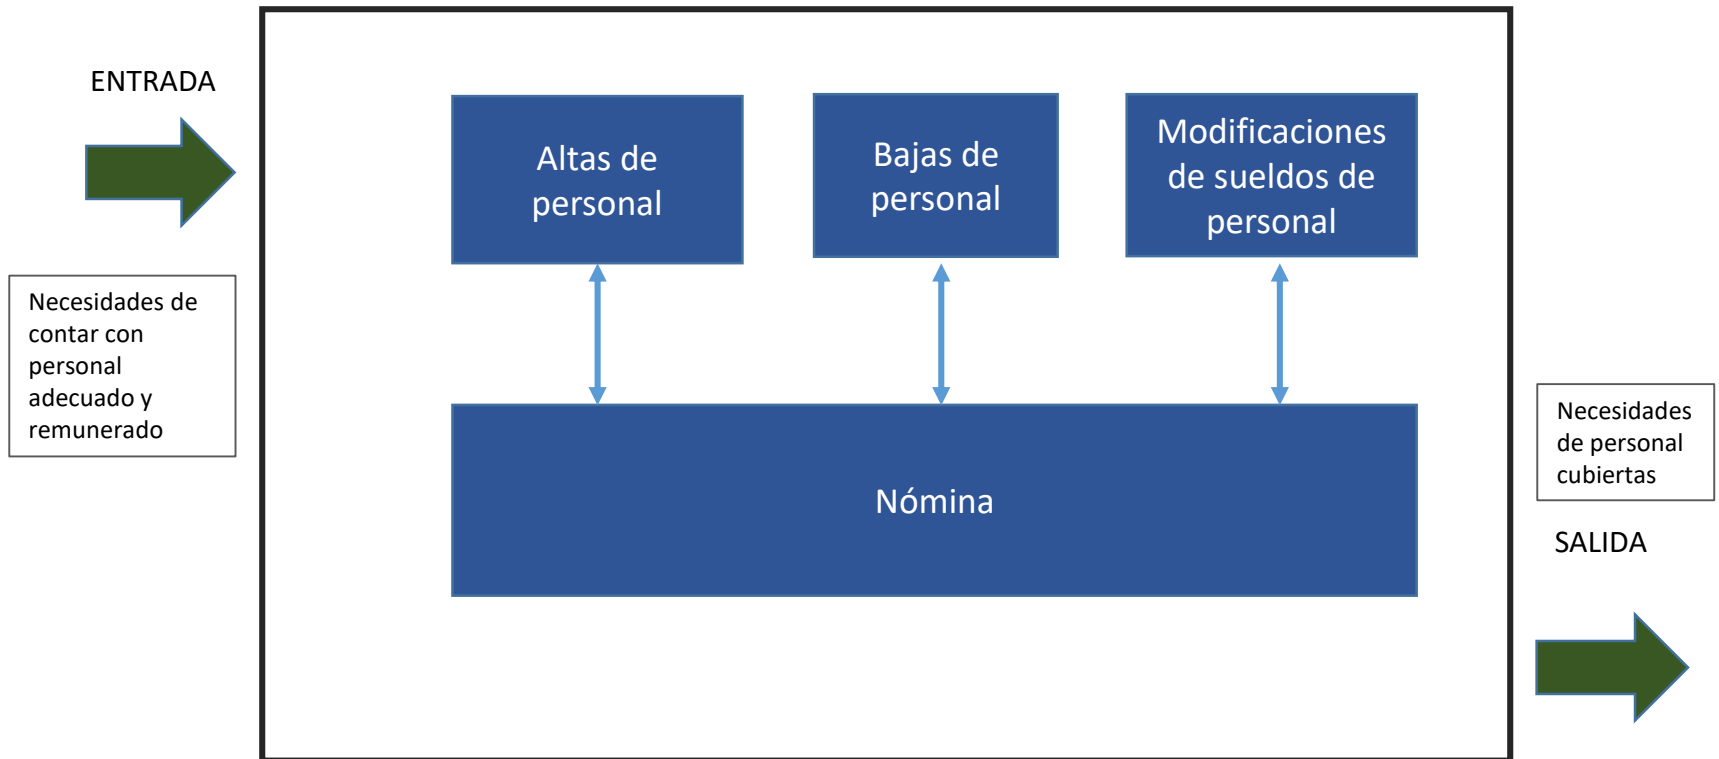 ENTRADA
Necesidades de
contar con
personal
adecuado y
remunerado
Altas de
personal
Bajas de
personal
Modificaciones
de sueldos de
personal
Nómina
Necesidades
de personal
cubiertas
SALIDA